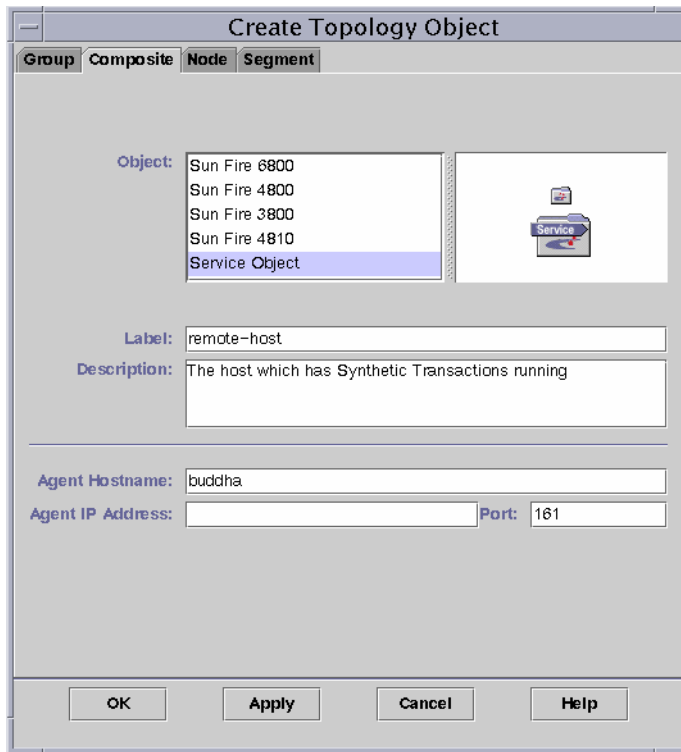 Create Topology Object
Group Composite Node Segment
Object:
Sun Fire 6800
Sun Fire 4800
Sun Fire 3800
Sun Fire 4810
Service Object
Service
Label: remote-host
Description: The host which has Synthetic Transactions running
Agent Hostname: buddha
Agent IP Address: Port: 161
OK Apply Cancel Help